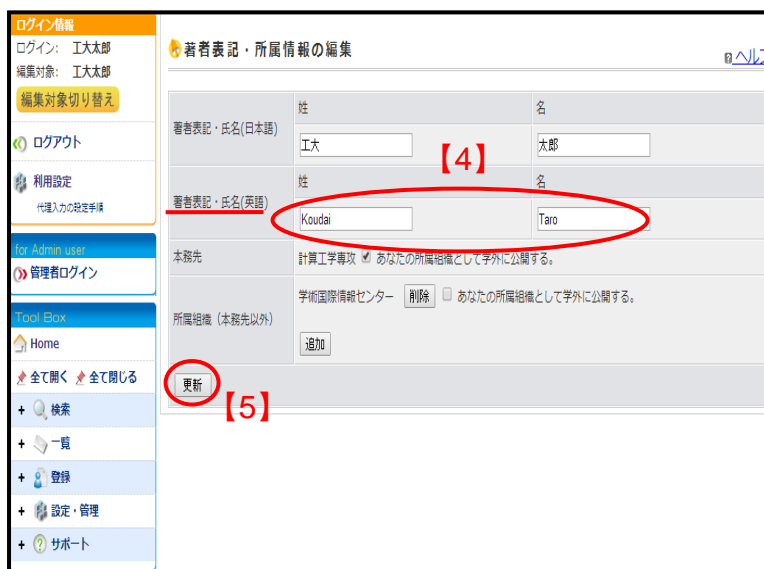 ログイン情報
ログイン: 工大太郎
編集対象: 工大太郎
編集対象切り替え
ログアウト
利用設定
代理入力の設定手順
for Admin user
管理者ログイン
Tool Box
Home
全て開く 全て閉じる
+ 検索
+ 一覧
+ 登録
+ 設定・管理
+ サポート
著者表記・所属情報の編集
ヘルプ
著者表記・氏名(日本語)
姓 名
工大 太郎
【4】
著者表記・氏名(英語)
姓 名
Koudai Taro
本務先
計算工学専攻 あなたの所属組織として学外に公開する。
所属組織（本務先以外）
学術国際情報センター 削除 あなたの所属組織として学外に公開する。
追加
更新
【5】